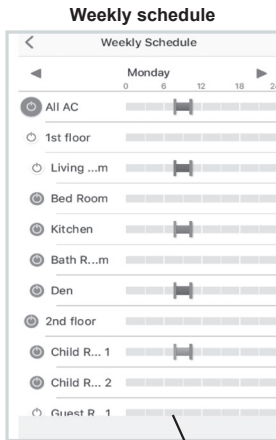 Weekly schedule
Weekly Schedule
Monday
0 6 12 18 24
All AC
1st floor
Living ...m
Bed Room
Kitchen
Bath R...m
Den
2nd floor
Child R... 1
Child R... 2
Guest R 1